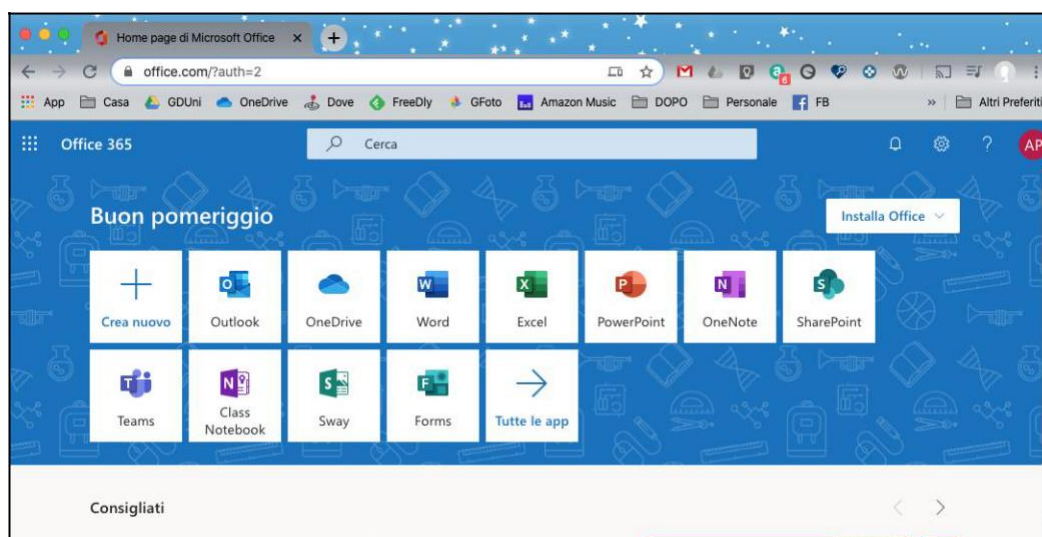 Home page di Microsoft Office
office.com/?auth=2
App Casa GDUni OneDrive Dove FreeDly GFoto Amazon Music DOPO Personale FB » Altri Preferiti
Office 365
Cerca
?
AP
Buon pomeriggio
Installa Office
Crea nuovo
Outlook
OneDrive
Word
Excel
PowerPoint
OneNote
SharePoint
Teams
Class
Notebook
Sway
Forms
Tutte le app
Consigliati